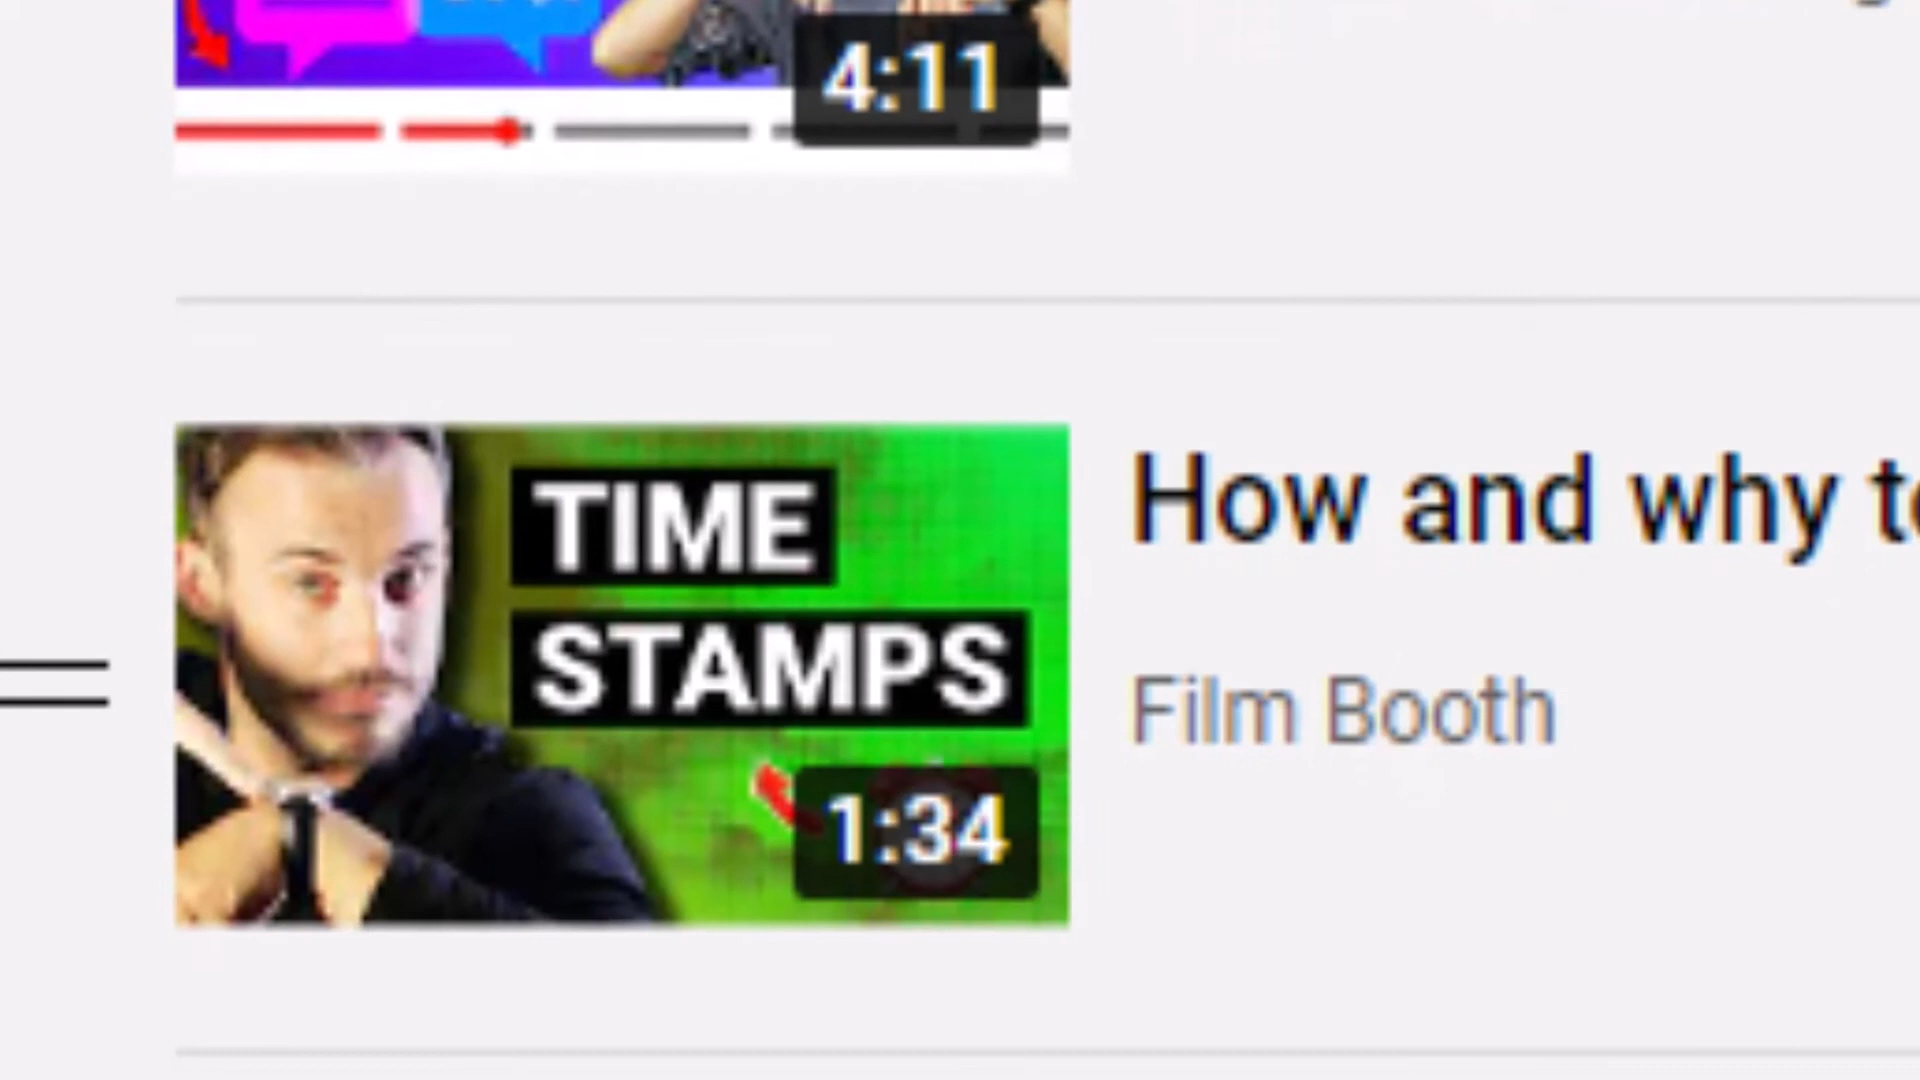 4:11
TIME
STAMPS
1:34
How and why
Film Booth